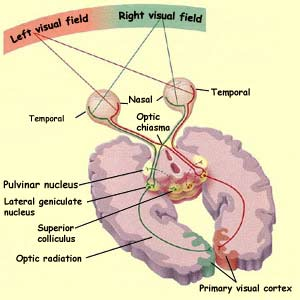 Left visual field
Right visual field
Nasal
Temporal
Temporal
Optic
chiasma
Pulvinar nucleus
Lateral geniculate
nucleus
Superior
colliculus
Optic radiation
Primary visual cortex